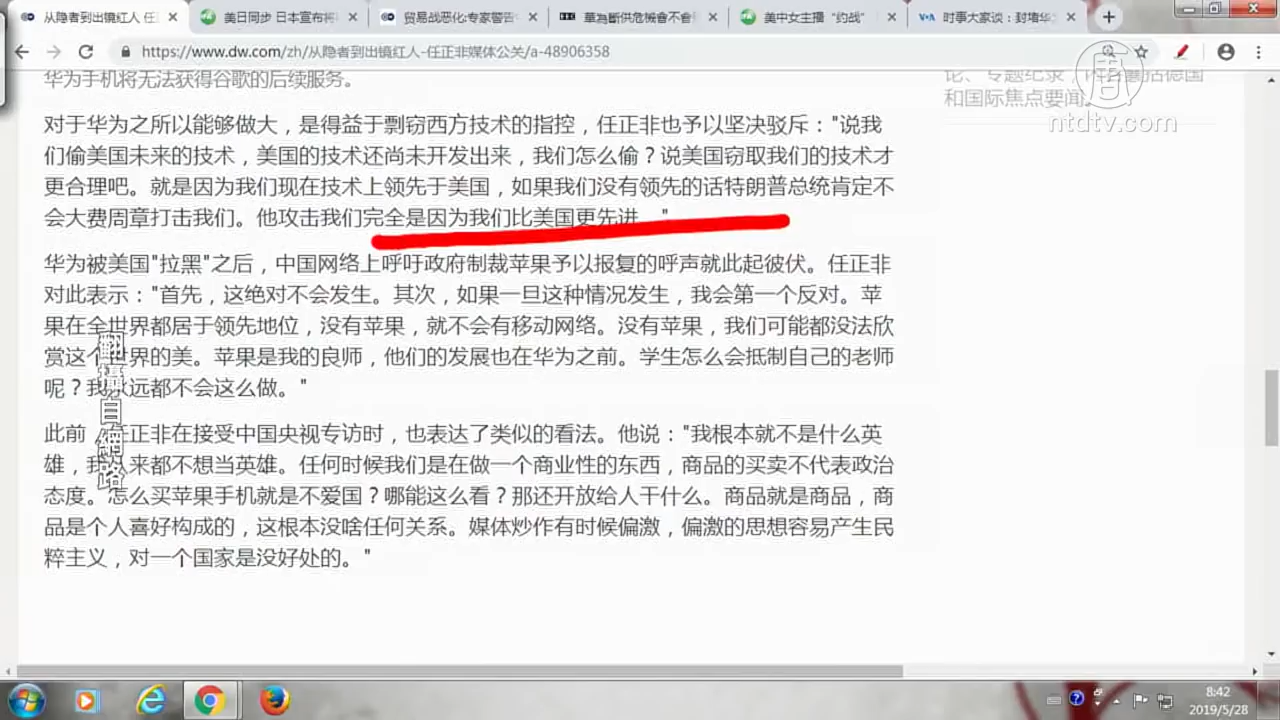 从隐者到出镜红人 任
美日同步 日本宣布将
贸易战恶化:专家警告
華為斷供危機會不會
美中女主播 "约战"
VOA 时事大家谈：封堵华
https://www.dw.com/zh/从隐者到出镜红人-任正非媒体公关/a-48906358
华为手机将无法获得谷歌的后续服务。
和国际焦点要闻
ntdtv.com
对于华为之所以能够做大，是得益于剽窃西方技术的指控，任正非也予以坚决驳斥："说我
们偷美国未来的技术，美国的技术还尚未开发出来，我们怎么偷？说美国窃取我们的技术才
更合理吧。就是因为我们现在技术上领先于美国，如果我们没有领先的话特朗普总统肯定不
会大费周章打击我们。他攻击我们完全是因为我们比美国更先进。"
华为被美国"拉黑"之后，中国网络上呼吁政府制裁苹果予以报复的呼声就此起彼伏。任正非
对此表示："首先，这绝对不会发生。其次，如果一旦这种情况发生，我会第一个反对。苹
果在全世界都居于领先地位，没有苹果，就不会有移动网络。没有苹果，我们可能都没法欣
赏这个世界的美。苹果是我的良师，他们的发展也在华为之前。学生怎么会抵制自己的老师
呢？我永远都不会这么做。"
此前，任正非在接受中国央视专访时，也表达了类似的看法。他说："我根本就不是什么英
雄，我从来都不想当英雄。任何时候我们是在做一个商业性的东西，商品的买卖不代表政治
态度。怎么买苹果手机就是不爱国？哪能这么看？那还开放给人干什么。商品就是商品，商
品是个人喜好构成的，这根本没啥任何关系。媒体炒作有时候偏激，偏激的思想容易产生民
粹主义，对一个国家是没好处的。"
翻攝自網路
8:42
2019/5/28